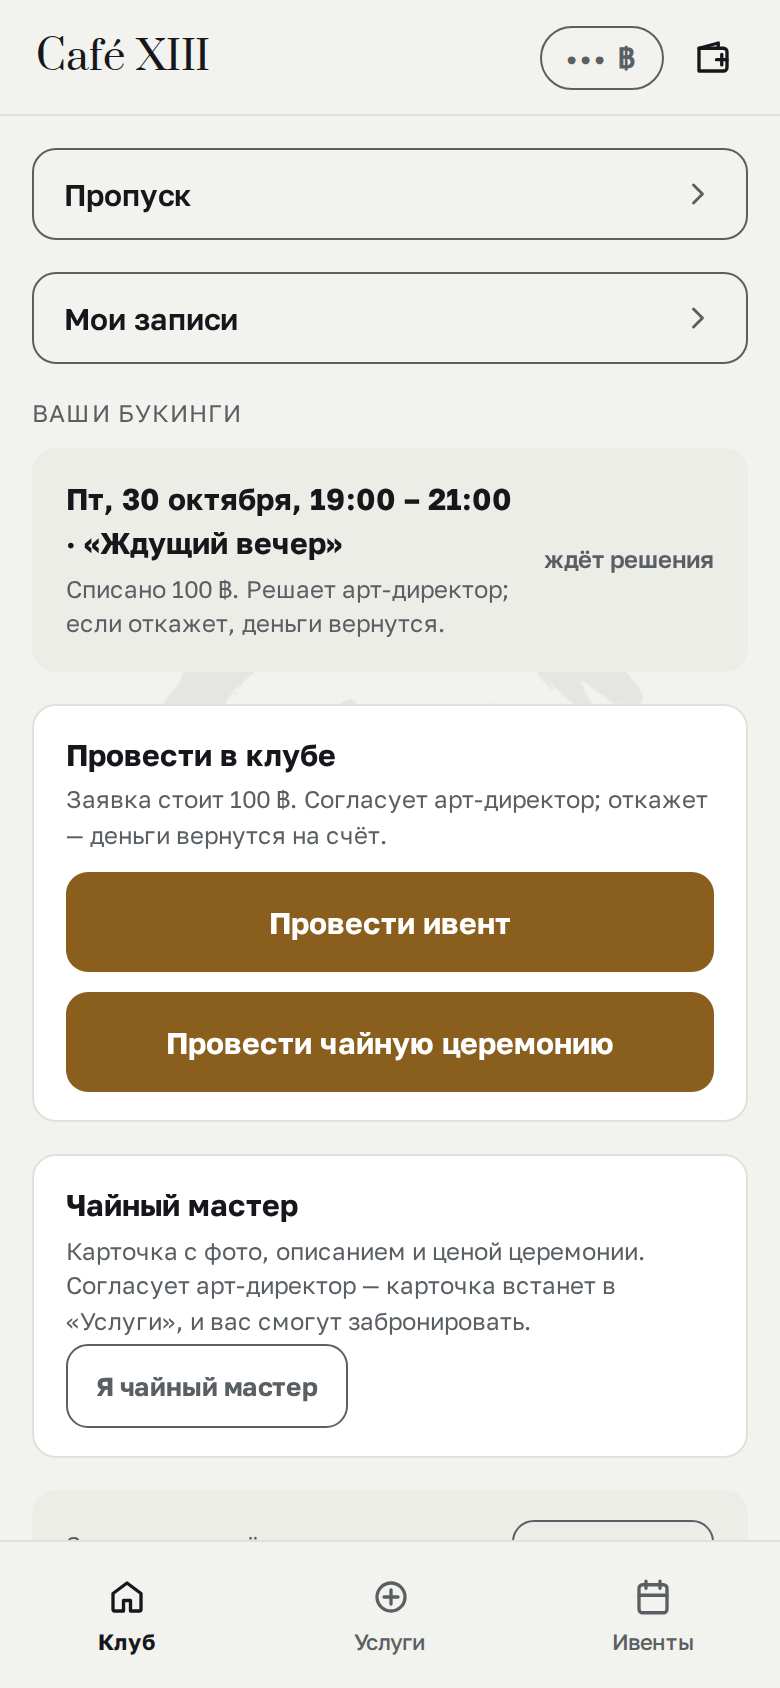 Café XIII
••• ฿
Пропуск
Мои записи
ВАШИ БУКИНГИ
Пт, 30 октября, 19:00 – 21:00
· «Ждущий вечер»
ждёт решения
Списано 100 ฿. Решает арт-директор;
если откажет, деньги вернутся.
Провести в клубе
Заявка стоит 100 ฿. Согласует арт-директор; откажет
— деньги вернутся на счёт.
Провести ивент
Провести чайную церемонию
Чайный мастер
Карточка с фото, описанием и ценой церемонии.
Согласует арт-директор — карточка встанет в
«Услуги», и вас смогут забронировать.
Я чайный мастер
Клуб
Услуги
Ивенты